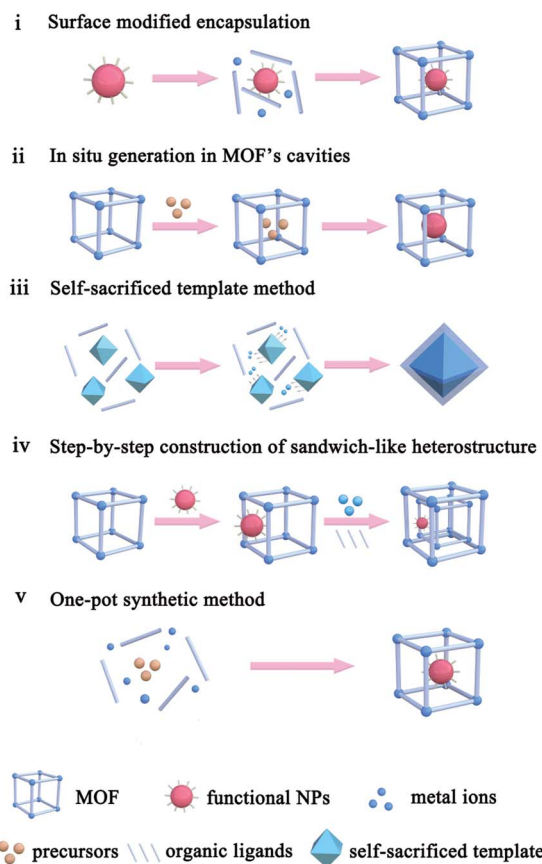 i Surface modified encapsulation
ii In situ generation in MOF's cavities
iii Self-sacrificed template method
iv Step-by-step construction of sandwich-like heterostructure
v One-pot synthetic method
MOF functional NPs metal ions
precursors organic ligands self-sacrificed template